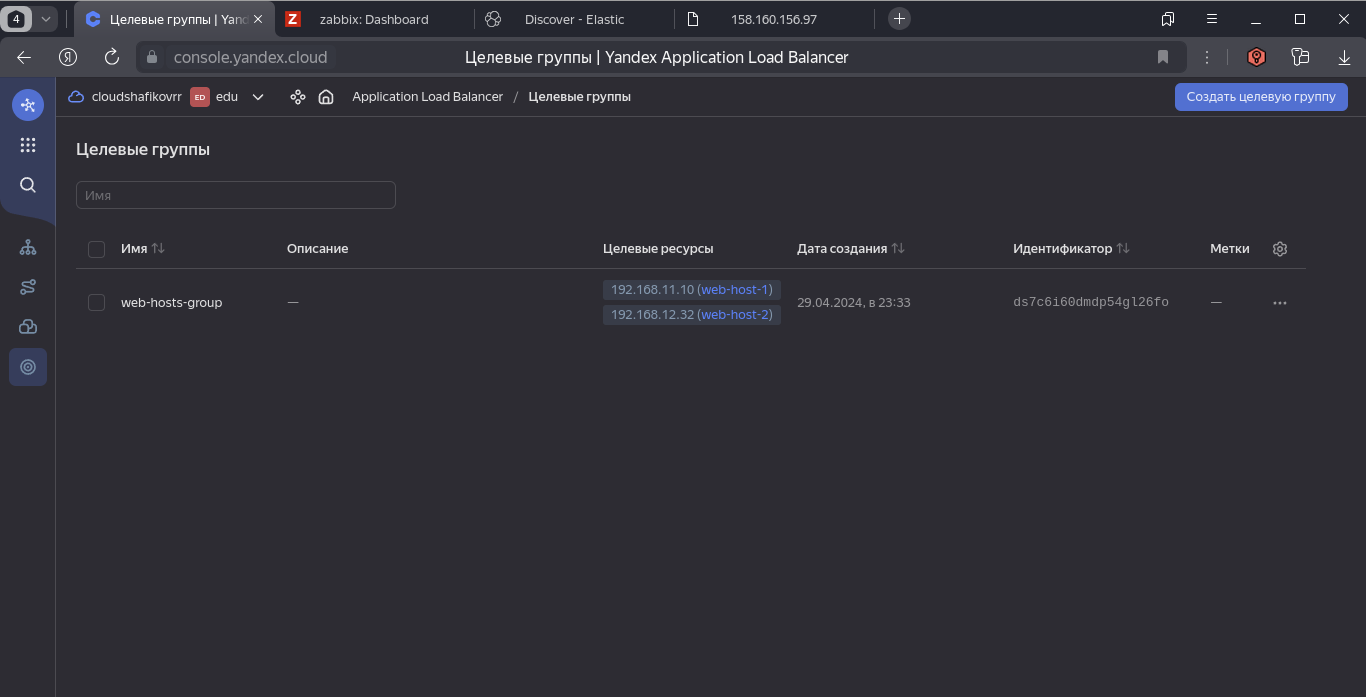 4
Целевые группы | Yand
Z
zabbix: Dashboard
Discover - Elastic
158.160.156.97
Я
console.yandex.cloud
Целевые группы | Yandex Application Load Balancer
cloudshafikovrr
ED
edu
Application Load Balancer / Целевые группы
Создать целевую группу
Целевые группы
Имя
Имя Описание Целевые ресурсы Дата создания Идентификатор Метки
web-hosts-group — 192.168.11.10 (web-host-1) 29.04.2024, в 23:33 ds7c6i60dmdp54gl26fo —
192.168.12.32 (web-host-2)